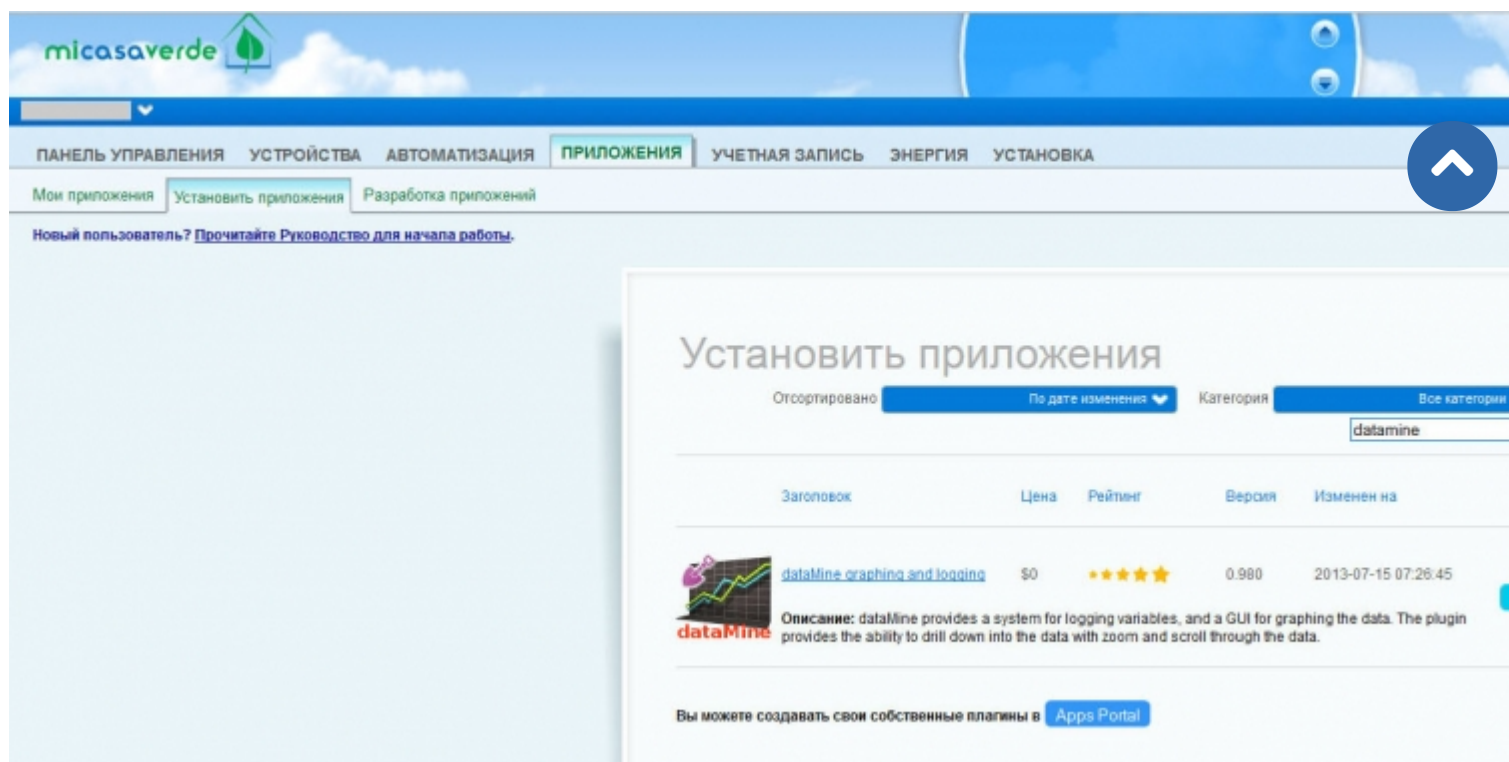 micasaverde
ПАНЕЛЬ УПРАВЛЕНИЯ УСТРОЙСТВА АВТОМАТИЗАЦИЯ ПРИЛОЖЕНИЯ УЧЕТНАЯ ЗАПИСЬ ЭНЕРГИЯ УСТАНОВКА
Мои приложения Установить приложения Разработка приложений
Новый пользователь? Прочитайте Руководство для начала работы.
Установить приложения
Отсортировано По дате изменения Категория Все категории
datamine
Заголовок Цена Рейтинг Версия Изменен на
dataMine graphing and logging $0 0.980 2013-07-15 07:26:45
Описание: dataMine provides a system for logging variables, and a GUI for graphing the data. The plugin
provides the ability to drill down into the data with zoom and scroll through the data.
dataMine
Вы можете создавать свои собственные плагины в Apps Portal